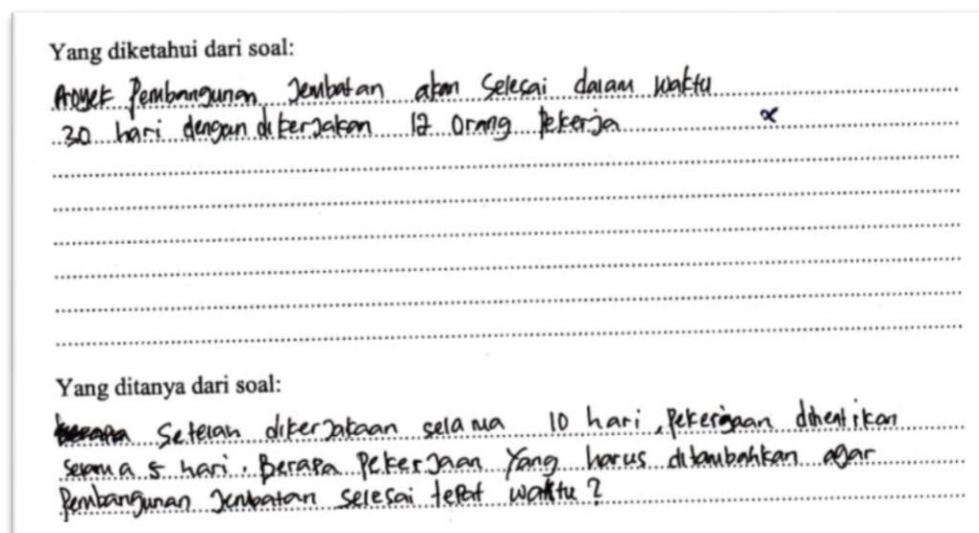 Yang diketahui dari soal:
Proyek Pembangunan Jembatan akan selesai dalam waktu
30 hari dengan dikerjakan 12 orang pekerja
Yang ditanya dari soal:
Setelah dikerjakaan selama 10 hari, Pekerjaan dihentikan
selama 5 hari. Berapa Pekerjaan Yang harus ditambahkan agar
Pembangunan Jembatan selesai tepat waktu?